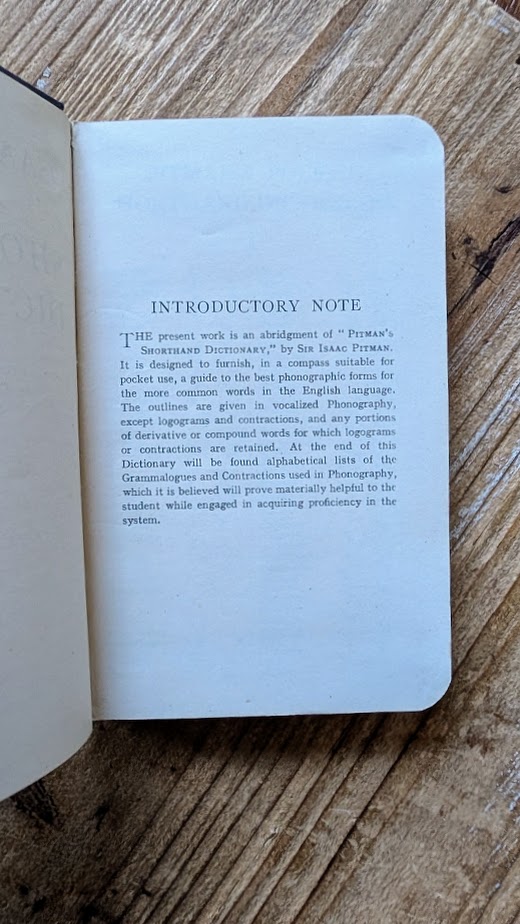 INTRODUCTORY NOTE
THE present work is an abridgment of "PITMAN'S
SHORTHAND DICTIONARY," by SIR ISAAC PITMAN.
It is designed to furnish, in a compass suitable for
pocket use, a guide to the best phonographic forms for
the more common words in the English language.
The outlines are given in vocalized Phonography,
except logograms and contractions, and any portions
of derivative or compound words for which logograms
or contractions are retained. At the end of this
Dictionary will be found alphabetical lists of the
Grammalogues and Contractions used in Phonography,
which it is believed will prove materially helpful to the
student while engaged in acquiring proficiency in the
system.